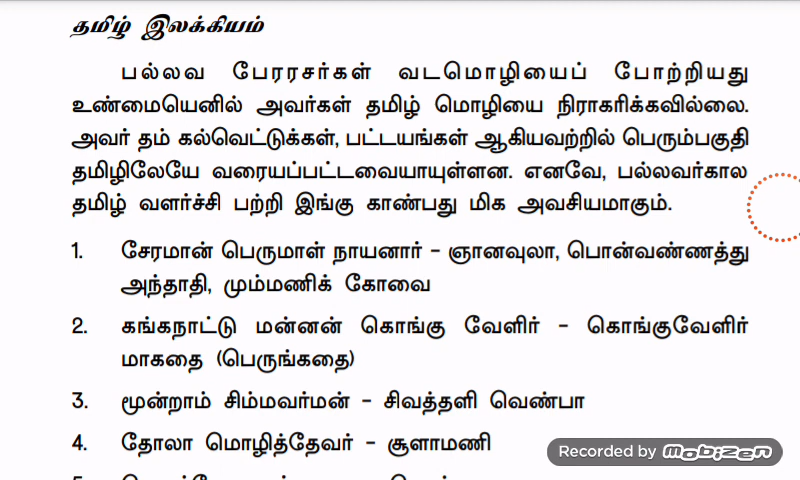 தமிழ் இலக்கியம்
பல்லவ பேரரசர்கள் வடமொழியைப் போற்றியது
உண்மையெனில் அவர்கள் தமிழ் மொழியை நிராகரிக்கவில்லை.
அவர் தம் கல்வெட்டுக்கள், பட்டயங்கள் ஆகியவற்றில் பெரும்பகுதி
தமிழிலேயே வரையப்பட்டவையாயுள்ளன. எனவே, பல்லவர்கால
தமிழ் வளர்ச்சி பற்றி இங்கு காண்பது மிக அவசியமாகும்.
1. சேரமான் பெருமாள் நாயனார் - ஞானவுலா, பொன்வண்ணத்து
அந்தாதி, மும்மணிக் கோவை
2. கங்கநாட்டு மன்னன் கொங்கு வேளிர் - கொங்குவேளிர்
மாகதை (பெருங்கதை)
3. மூன்றாம் சிம்மவர்மன் - சிவத்தளி வெண்பா
4. தோலா மொழித்தேவர் - சூளாமணி
Recorded by mobizen